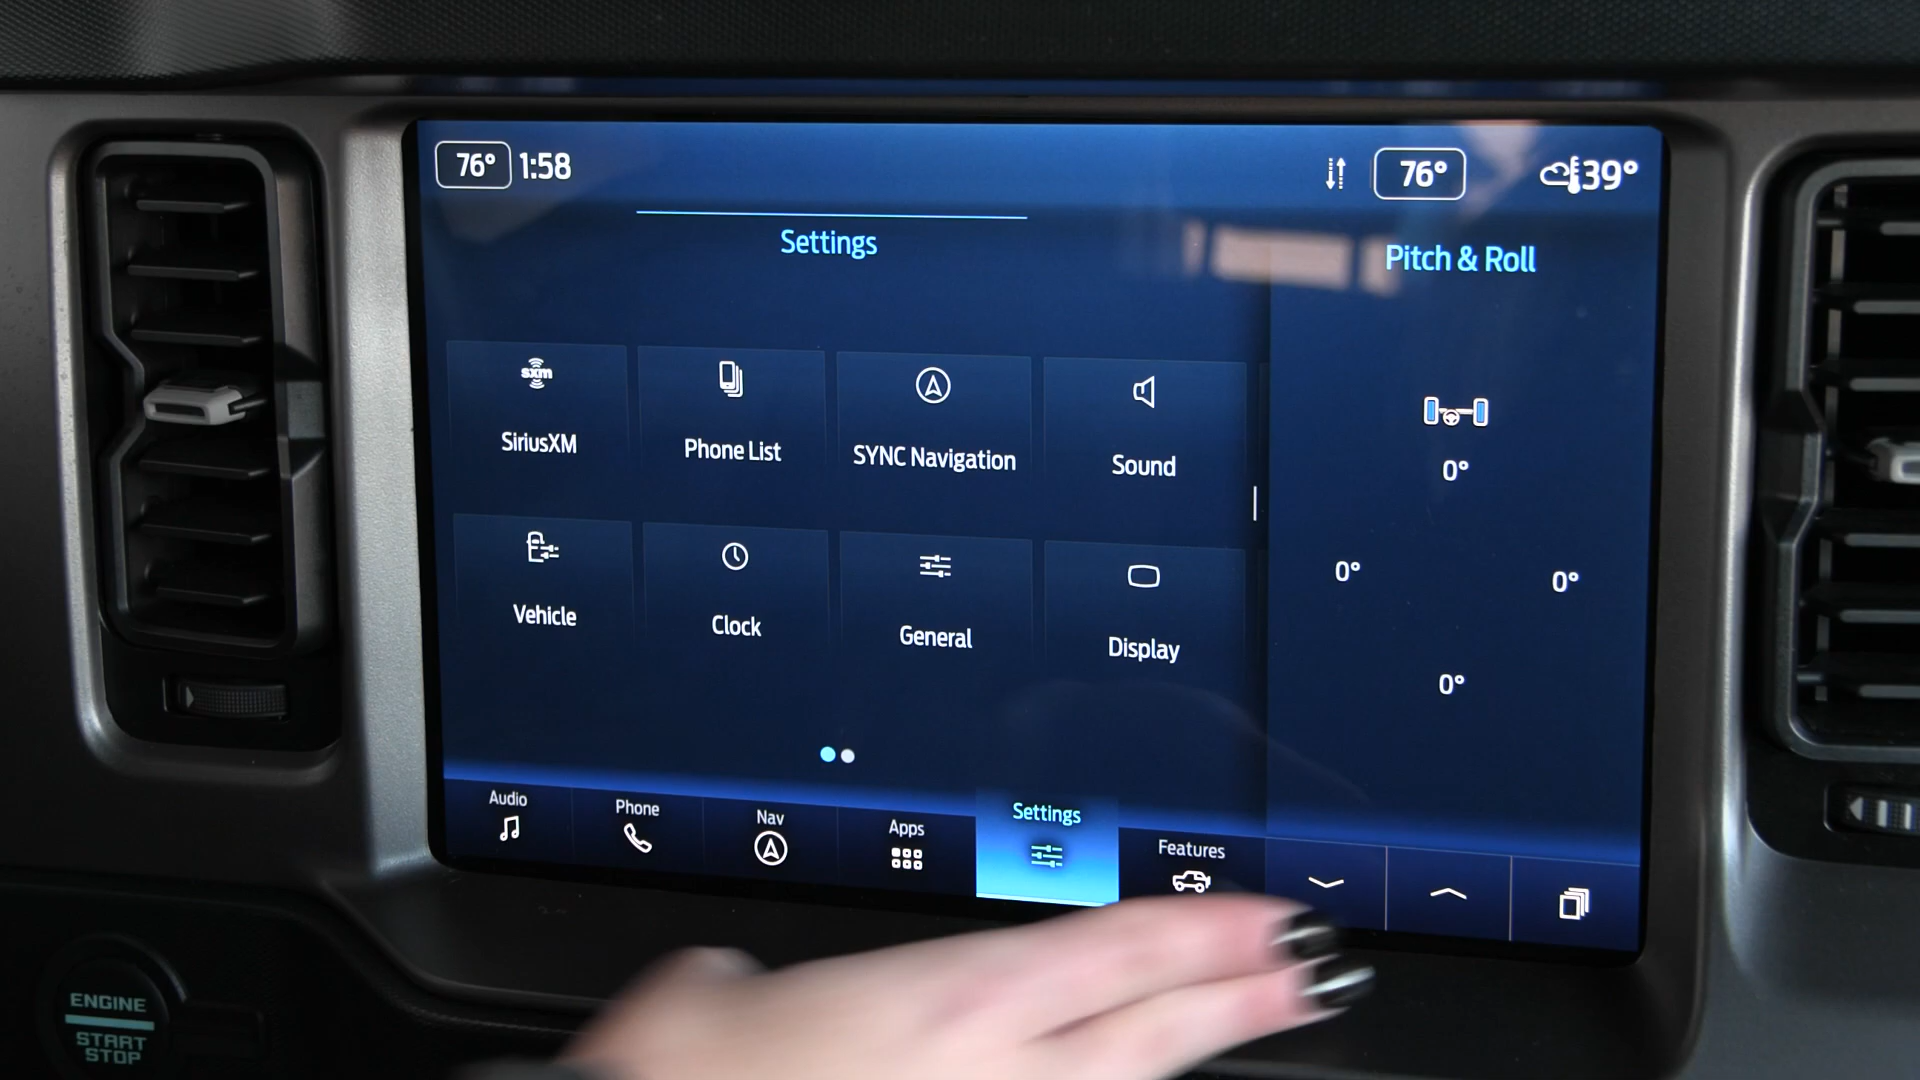 76° 1:58
76° 39°
Settings
Pitch & Roll
sxm
SiriusXM
Phone List
SYNC Navigation
Sound
0°
0°
0°
0°
Vehicle
Clock
General
Display
Audio
Phone
Nav
Apps
Settings
Features
ENGINE
START
STOP